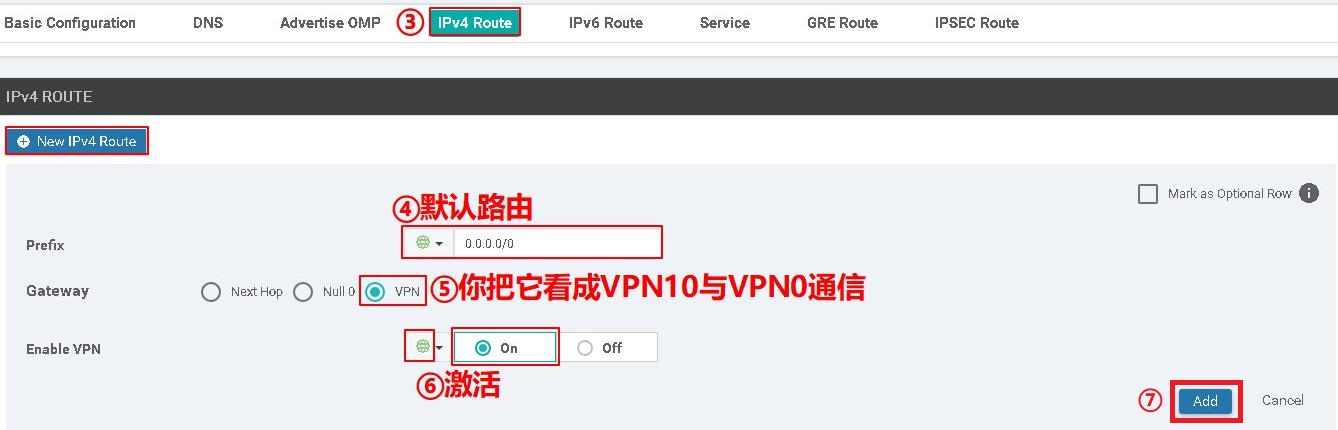 Basic Configuration DNS Advertise OMP ③ IPv4 Route IPv6 Route Service GRE Route IPSEC Route
IPv4 ROUTE
New IPv4 Route
Mark as Optional Row
④默认路由
Prefix 0.0.0.0/0
Gateway Next Hop Null 0 VPN ⑤你把它看成VPN10与VPN0通信
Enable VPN On Off
⑥激活
⑦ Add Cancel